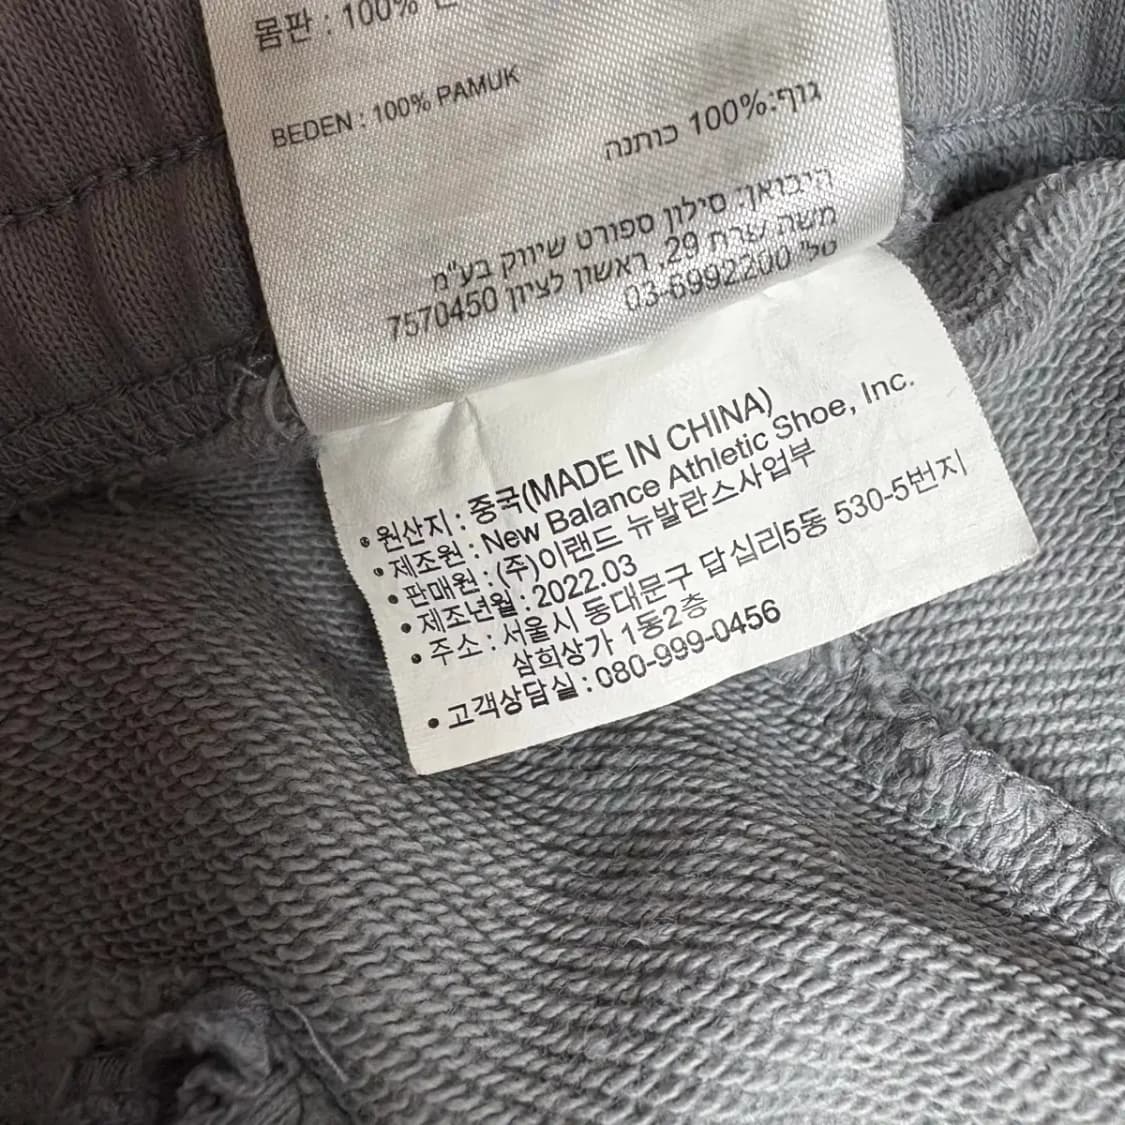 몸판 : 100%
BEDEN : 100% PAMUK
גוף:100% כותנה
היבואן: סילון ספורט שיווק בע"מ
משה שרת 29, ראשון לציון 7570450
טל' 03-6992200
• 원산지 : 중국(MADE IN CHINA)
• 제조원 : New Balance Athletic Shoe, Inc.
• 판매원 : (주)이랜드 뉴발란스사업부
• 제조년월 : 2022.03
• 주소 : 서울시 동대문구 답십리5동 530-5번지
삼희상가 1동2층
• 고객상담실 : 080-999-0456